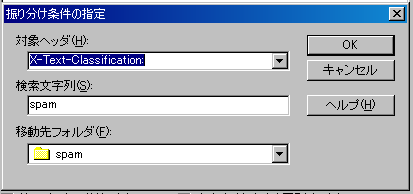 振り分け条件の指定
対象ヘッダ(H):
X-Text-Classification:
OK
キャンセル
検索文字列(S):
spam
ヘルプ(H)
移動先フォルダ(F):
spam